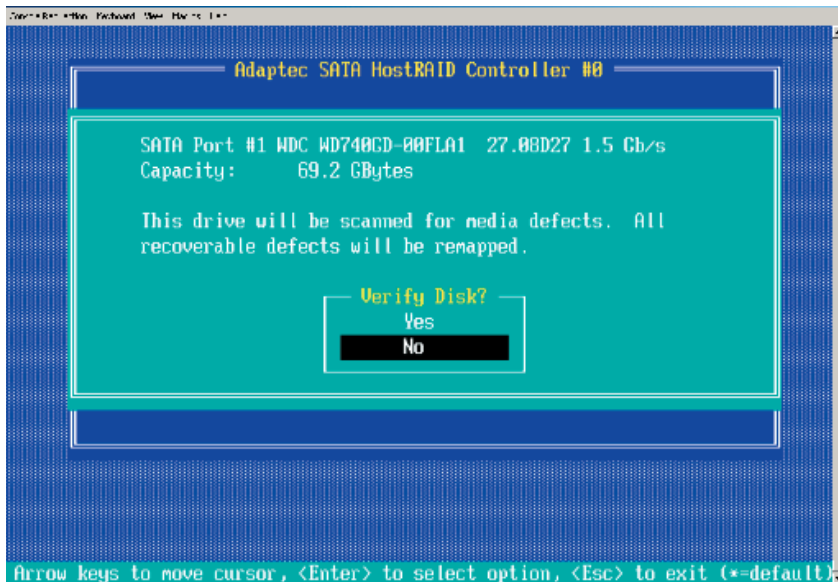 Keyboard View
Adaptec SATA HostRAID Controller #0
SATA Port #1 WDC WD740GD-00FLA1 27.08D27 1.5 Gb/s
Capacity: 69.2 GBytes
This drive will be scanned for media defects. All
recoverable defects will be remapped.
Verify Disk?
Yes
No
Arrow keys to move cursor, <Enter> to select option, <Esc> to exit (*=default)